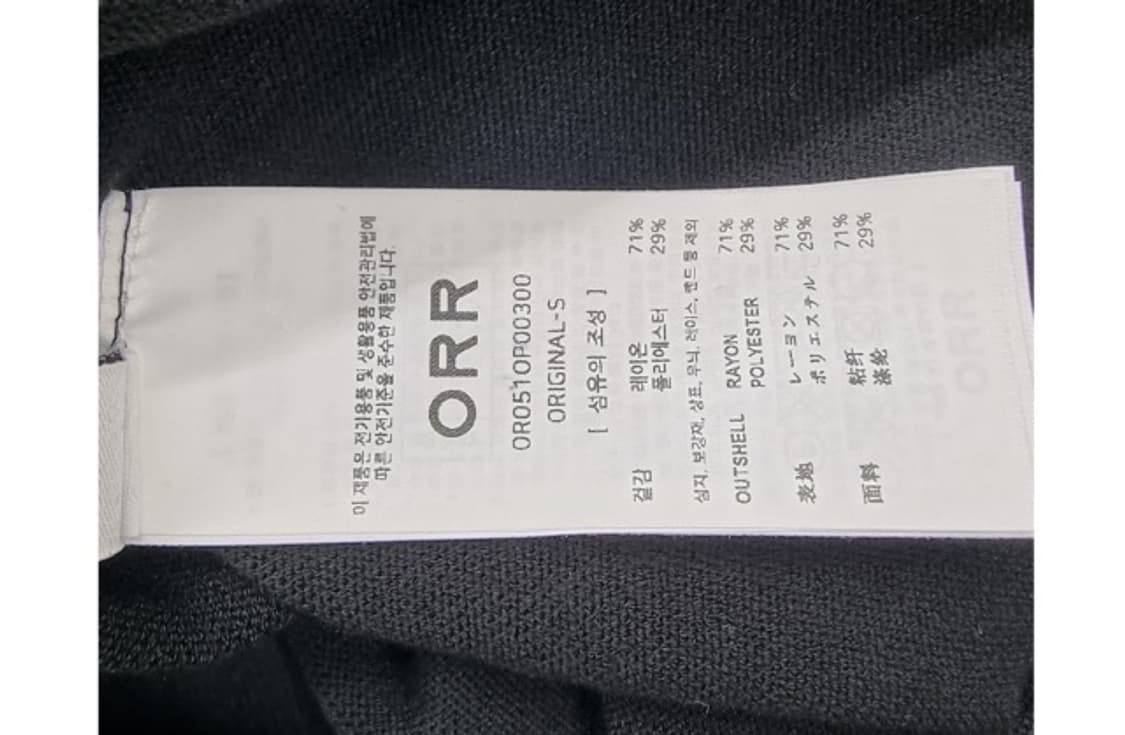 이 제품은 전기용품 및 생활용품 안전관리법에
따른 안전기준을 준수한 제품입니다.
ORR
OR0510P00300
ORIGINAL-S
[ 섬유의 조성 ]
겉감 레이온 71%
폴리에스터 29%
심지, 보강재, 상표, 무늬, 레이스, 밴드 등 제외
OUTSHELL RAYON 71%
POLYESTER 29%
表地 レーヨン 71%
ポリエステル 29%
面料 粘纤 71%
涤纶 29%